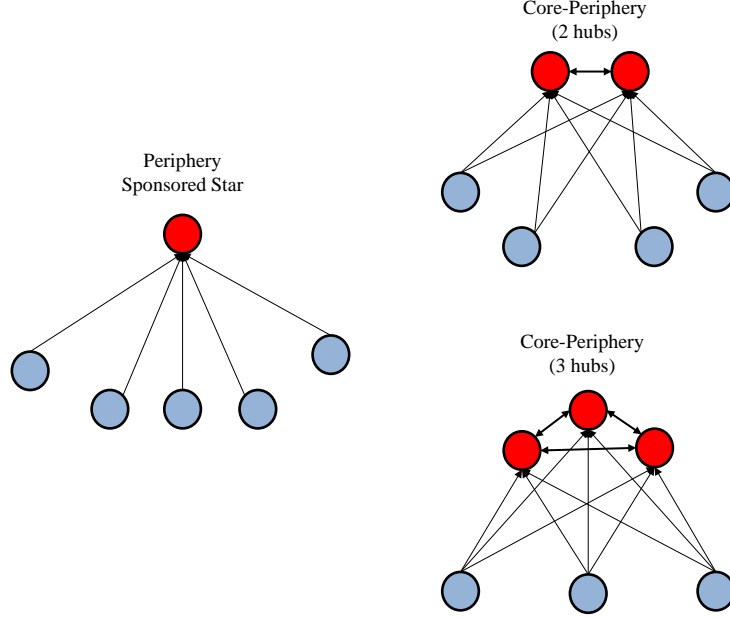 Core-Periphery
(2 hubs)
Periphery
Sponsored Star
Core-Periphery
(3 hubs)